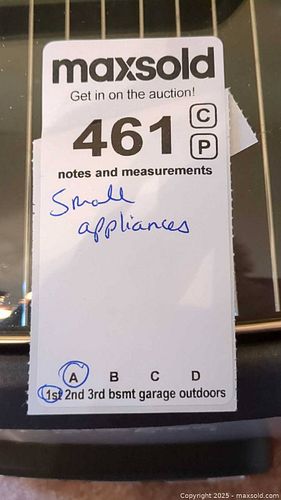 maxsold
Get in on the auction!
461 C
P
notes and measurements
Small
appliances
A B C D
1st 2nd 3rd bsmt garage outdoors
Copyright 2025 - maxsold.com